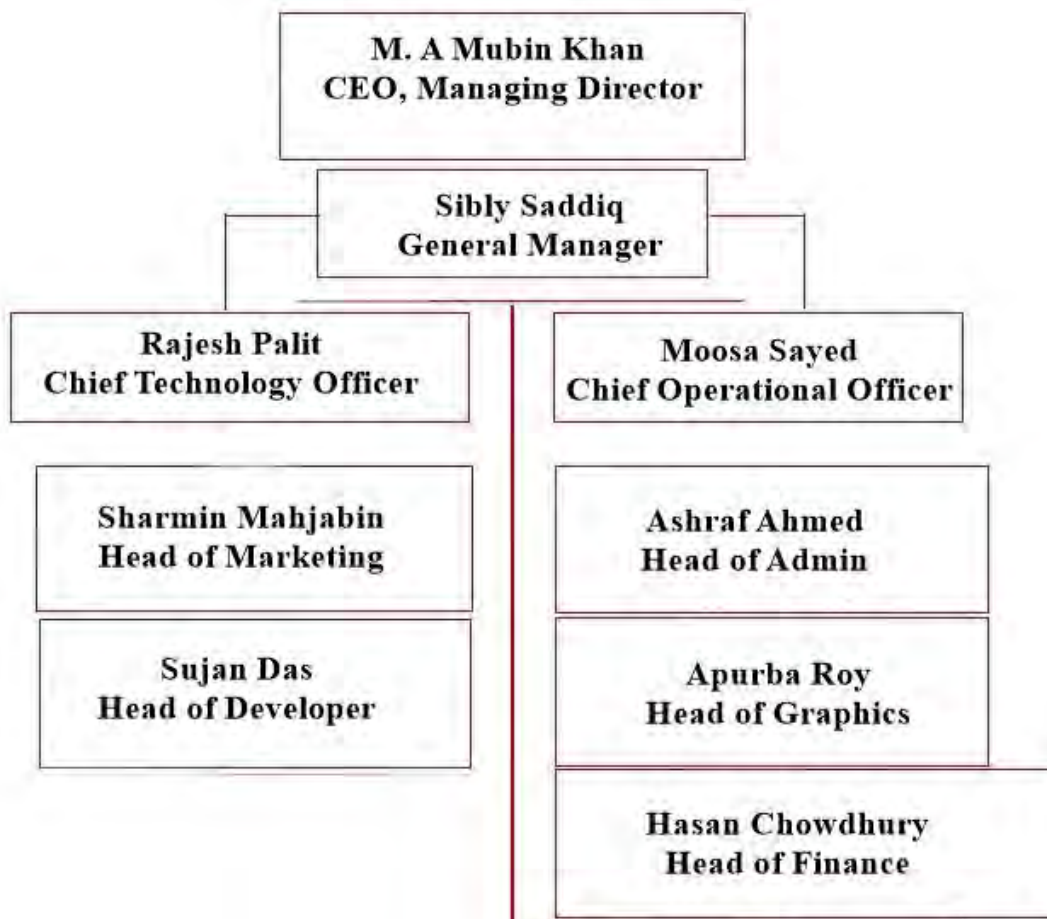 M. A Mubin Khan
CEO, Managing Director
Sibly Saddiq
General Manager
Rajesh Palit
Chief Technology Officer
Moosa Sayed
Chief Operational Officer
Sharmin Mahjabin
Head of Marketing
Ashraf Ahmed
Head of Admin
Sujan Das
Head of Developer
Apurba Roy
Head of Graphics
Hasan Chowdhury
Head of Finance